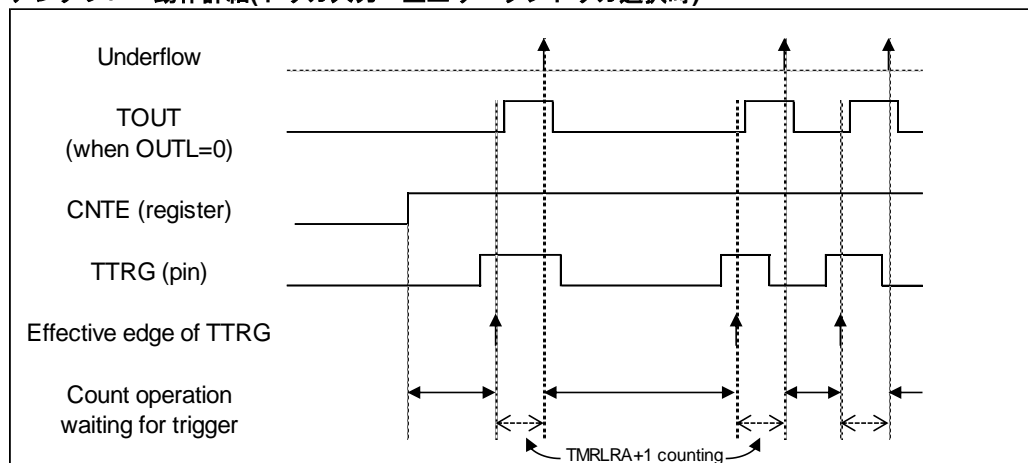 Underflow
TOUT
(when OUTL=0)
CNTE (register)
TTRG (pin)
Effective edge of TTRG
Count operation
waiting for trigger
TMRLRA+1 counting